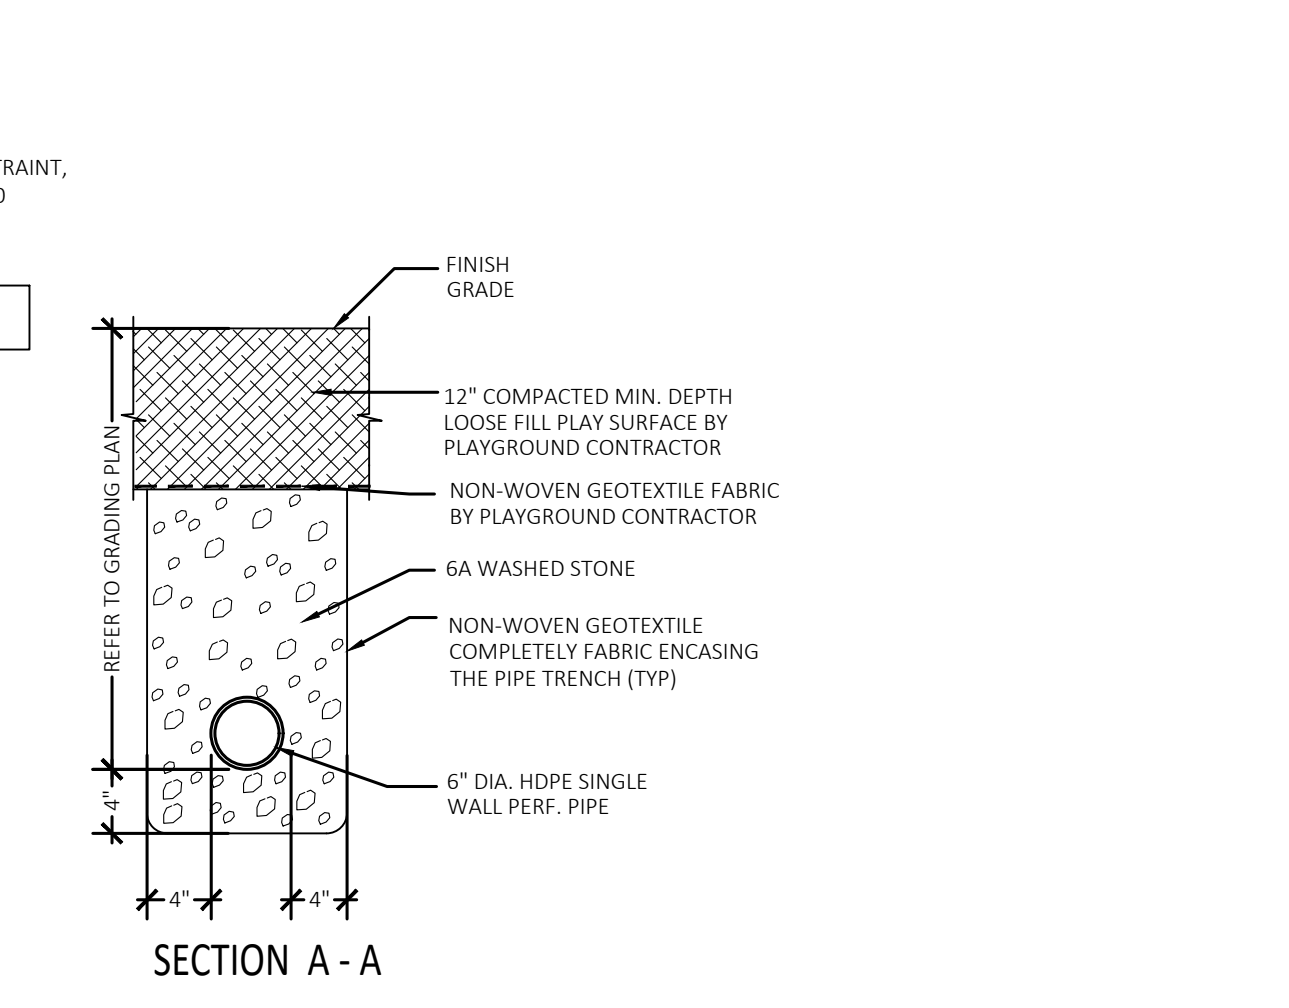 TRAINT,
FINISH
GRADE
12" COMPACTED MIN. DEPTH
LOOSE FILL PLAY SURFACE BY
PLAYGROUND CONTRACTOR
NON-WOVEN GEOTEXTILE FABRIC
BY PLAYGROUND CONTRACTOR
6A WASHED STONE
NON-WOVEN GEOTEXTILE
COMPLETELY FABRIC ENCASING
THE PIPE TRENCH (TYP)
6" DIA. HDPE SINGLE
WALL PERF. PIPE
REFER TO GRADING PLAN
4"
4"
4"
SECTION A - A